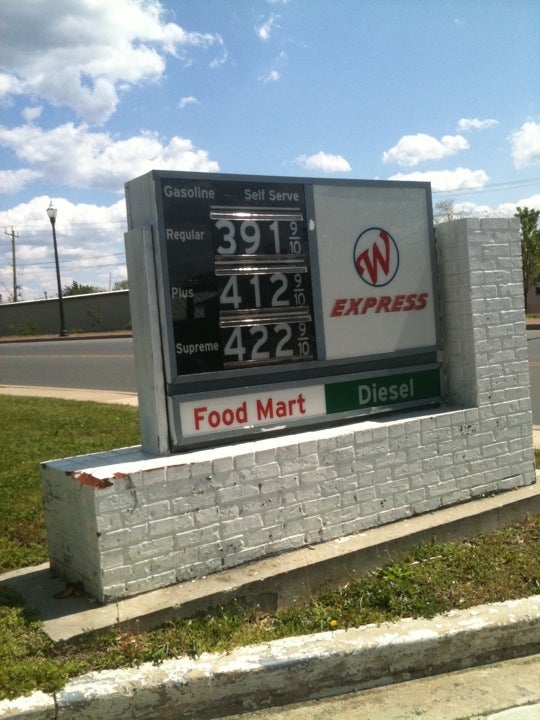 Gasoline Self Serve
Regular 391 9/10
Plus 412 9/10
Supreme 422 9/10
W
EXPRESS
Food Mart Diesel